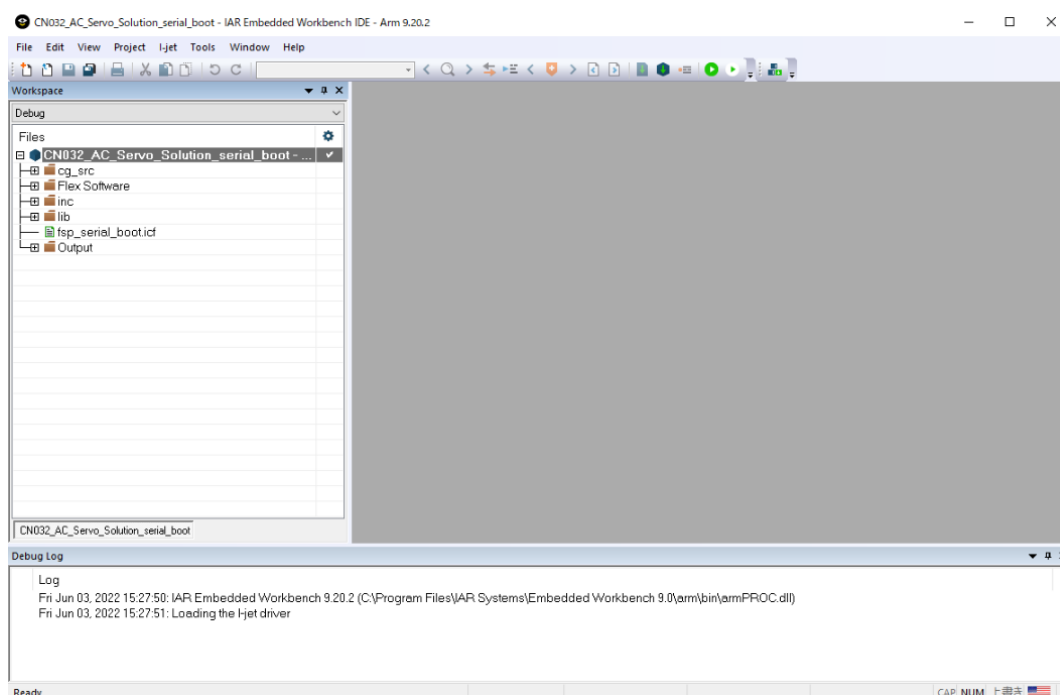 CN032_AC_Servo_Solution_serial_boot - IAR Embedded Workbench IDE - Arm 9.20.2
File Edit View Project I-jet Tools Window Help
Workspace
Debug
Files
CN032_AC_Servo_Solution_serial_boot - ...
cg_src
Flex Software
inc
lib
fsp_serial_boot.icf
Output
CN032_AC_Servo_Solution_serial_boot
Debug Log
Log
Fri Jun 03, 2022 15:27:50: IAR Embedded Workbench 9.20.2 (C:\Program Files\IAR Systems\Embedded Workbench 9.0\arm\bin\armPROC.dll)
Fri Jun 03, 2022 15:27:51: Loading the I-jet driver
Ready CAP NUM 上書き